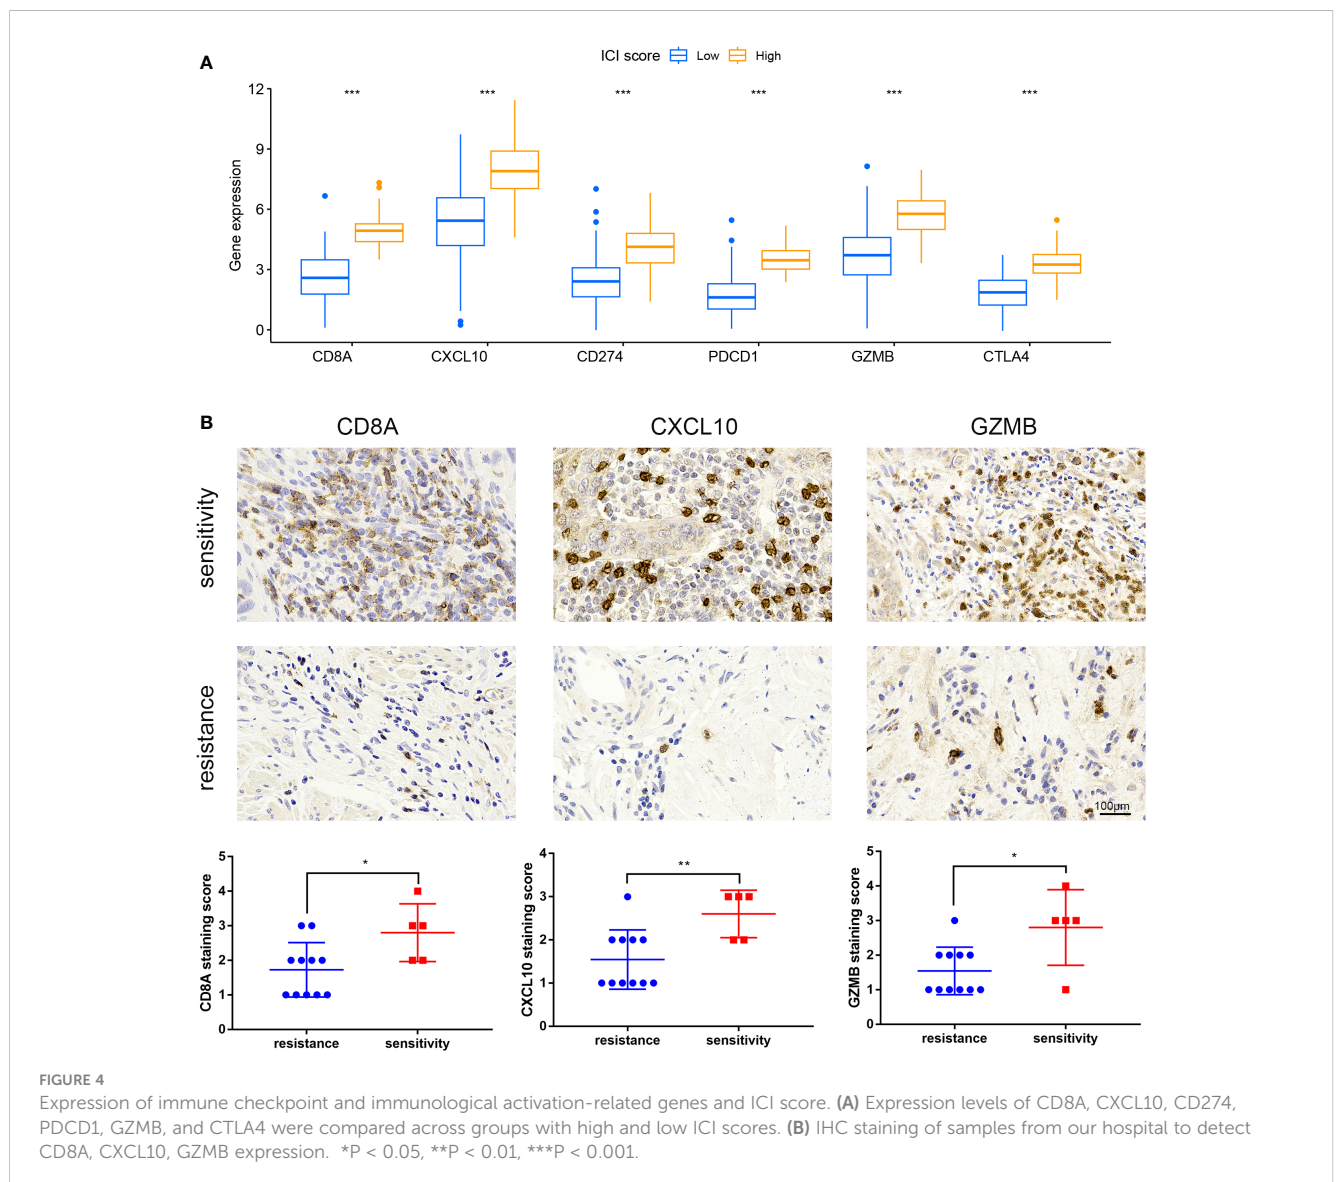 A
ICI score Low High
Gene expression
12
9
6
3
0
*** *** *** *** *** ***
CD8A CXCL10 CD274 PDCD1 GZMB CTLA4
B
CD8A CXCL10 GZMB
sensitivity
resistance
100μm
CD8A staining score
5
4
3
2
1
0
*
resistance sensitivity
CXCL10 staining score
4
3
2
1
0
**
resistance sensitivity
GZMB staining score
5
4
3
2
1
0
*
resistance sensitivity
FIGURE 4
Expression of immune checkpoint and immunological activation-related genes and ICI score. (A) Expression levels of CD8A, CXCL10, CD274,
PDCD1, GZMB, and CTLA4 were compared across groups with high and low ICI scores. (B) IHC staining of samples from our hospital to detect
CD8A, CXCL10, GZMB expression. *P < 0.05, **P < 0.01, ***P < 0.001.